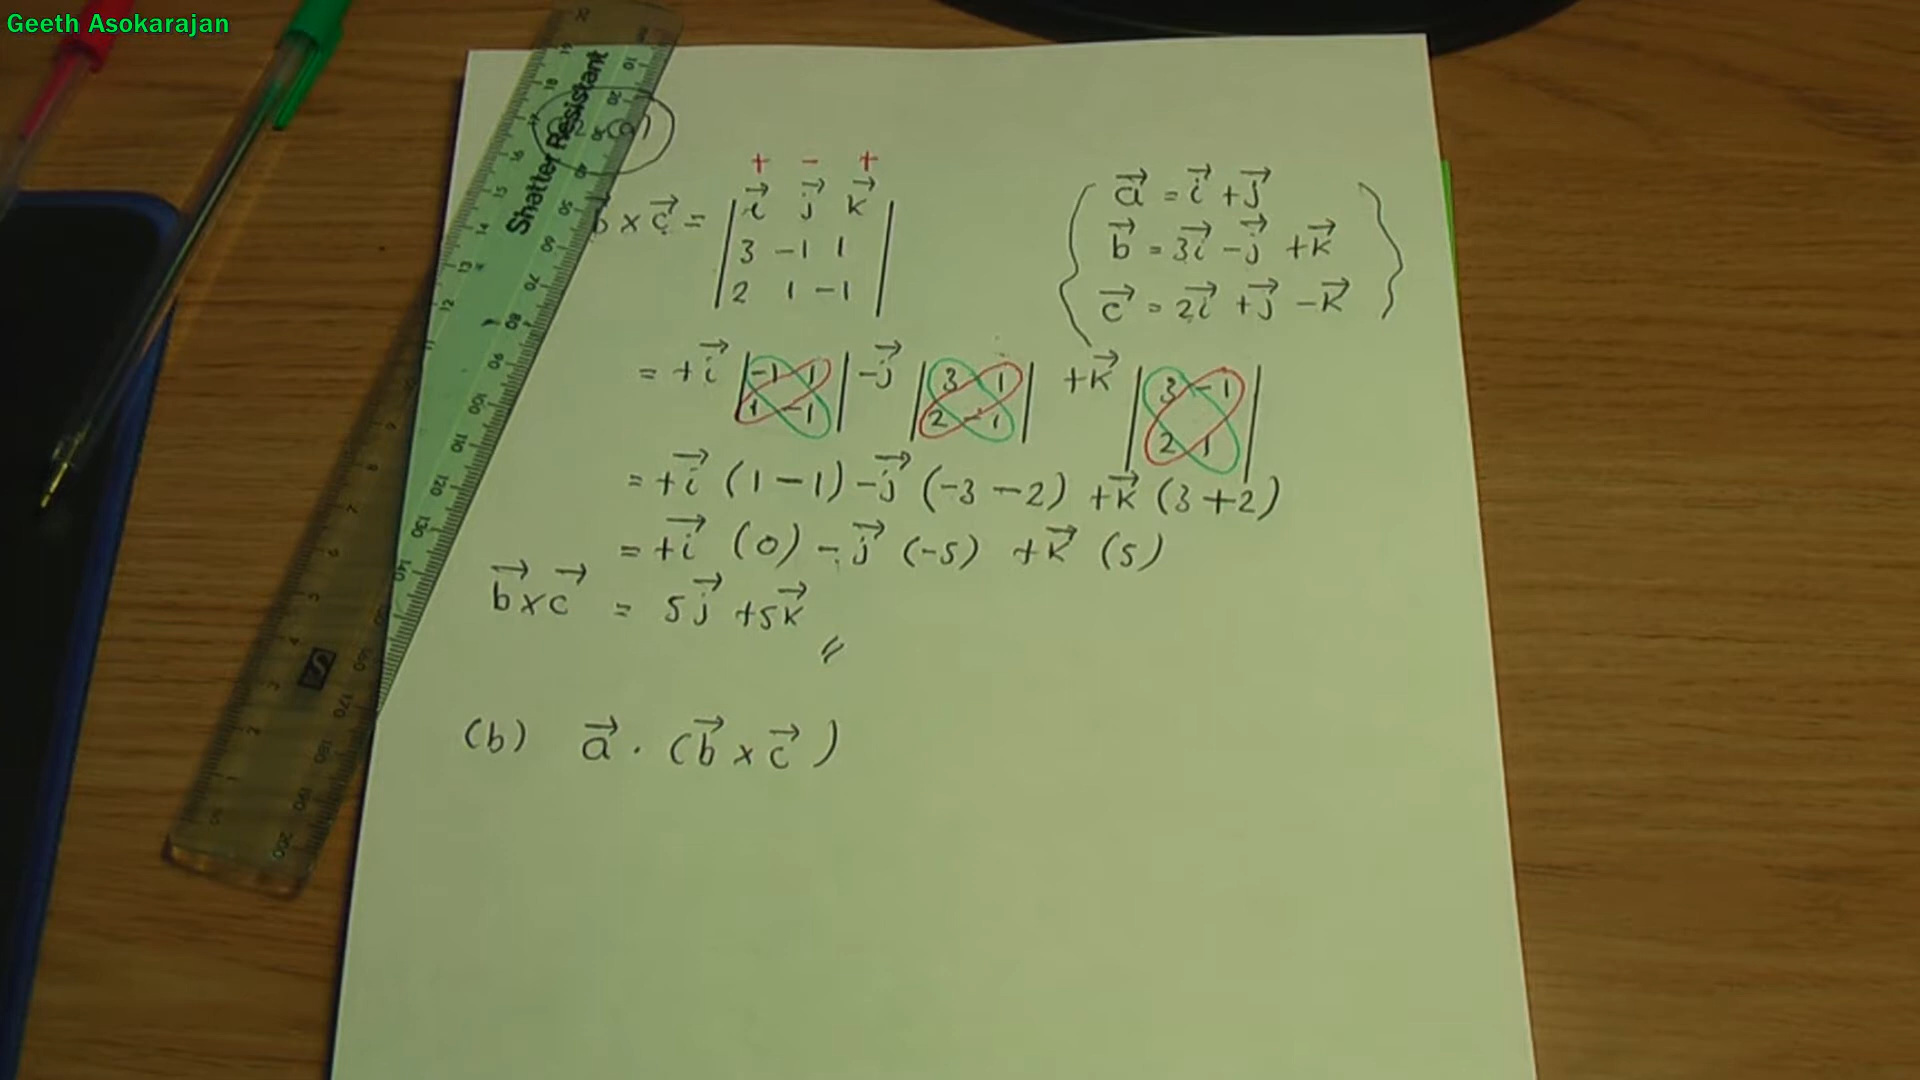 Geeth Asokarajan
Shatter Resistant
(a)
+ - +
b⃗ × c⃗ = | i⃗ j⃗ k⃗ |
| 3 -1 1 |
| 2 1 -1 |
{ a⃗ = i⃗ + j⃗
b⃗ = 3i⃗ - j⃗ + k⃗
c⃗ = 2i⃗ + j⃗ - k⃗ }
= + i⃗ | -1 1 | - j⃗ | 3 1 | + k⃗ | 3 -1 |
| 1 -1 | | 2 -1 | | 2 1 |
= + i⃗ (1 - 1) - j⃗ (-3 - 2) + k⃗ (3 + 2)
= + i⃗ (0) - j⃗ (-5) + k⃗ (5)
b⃗ × c⃗ = 5j⃗ + 5k⃗ //
(b) a⃗ . (b⃗ × c⃗)